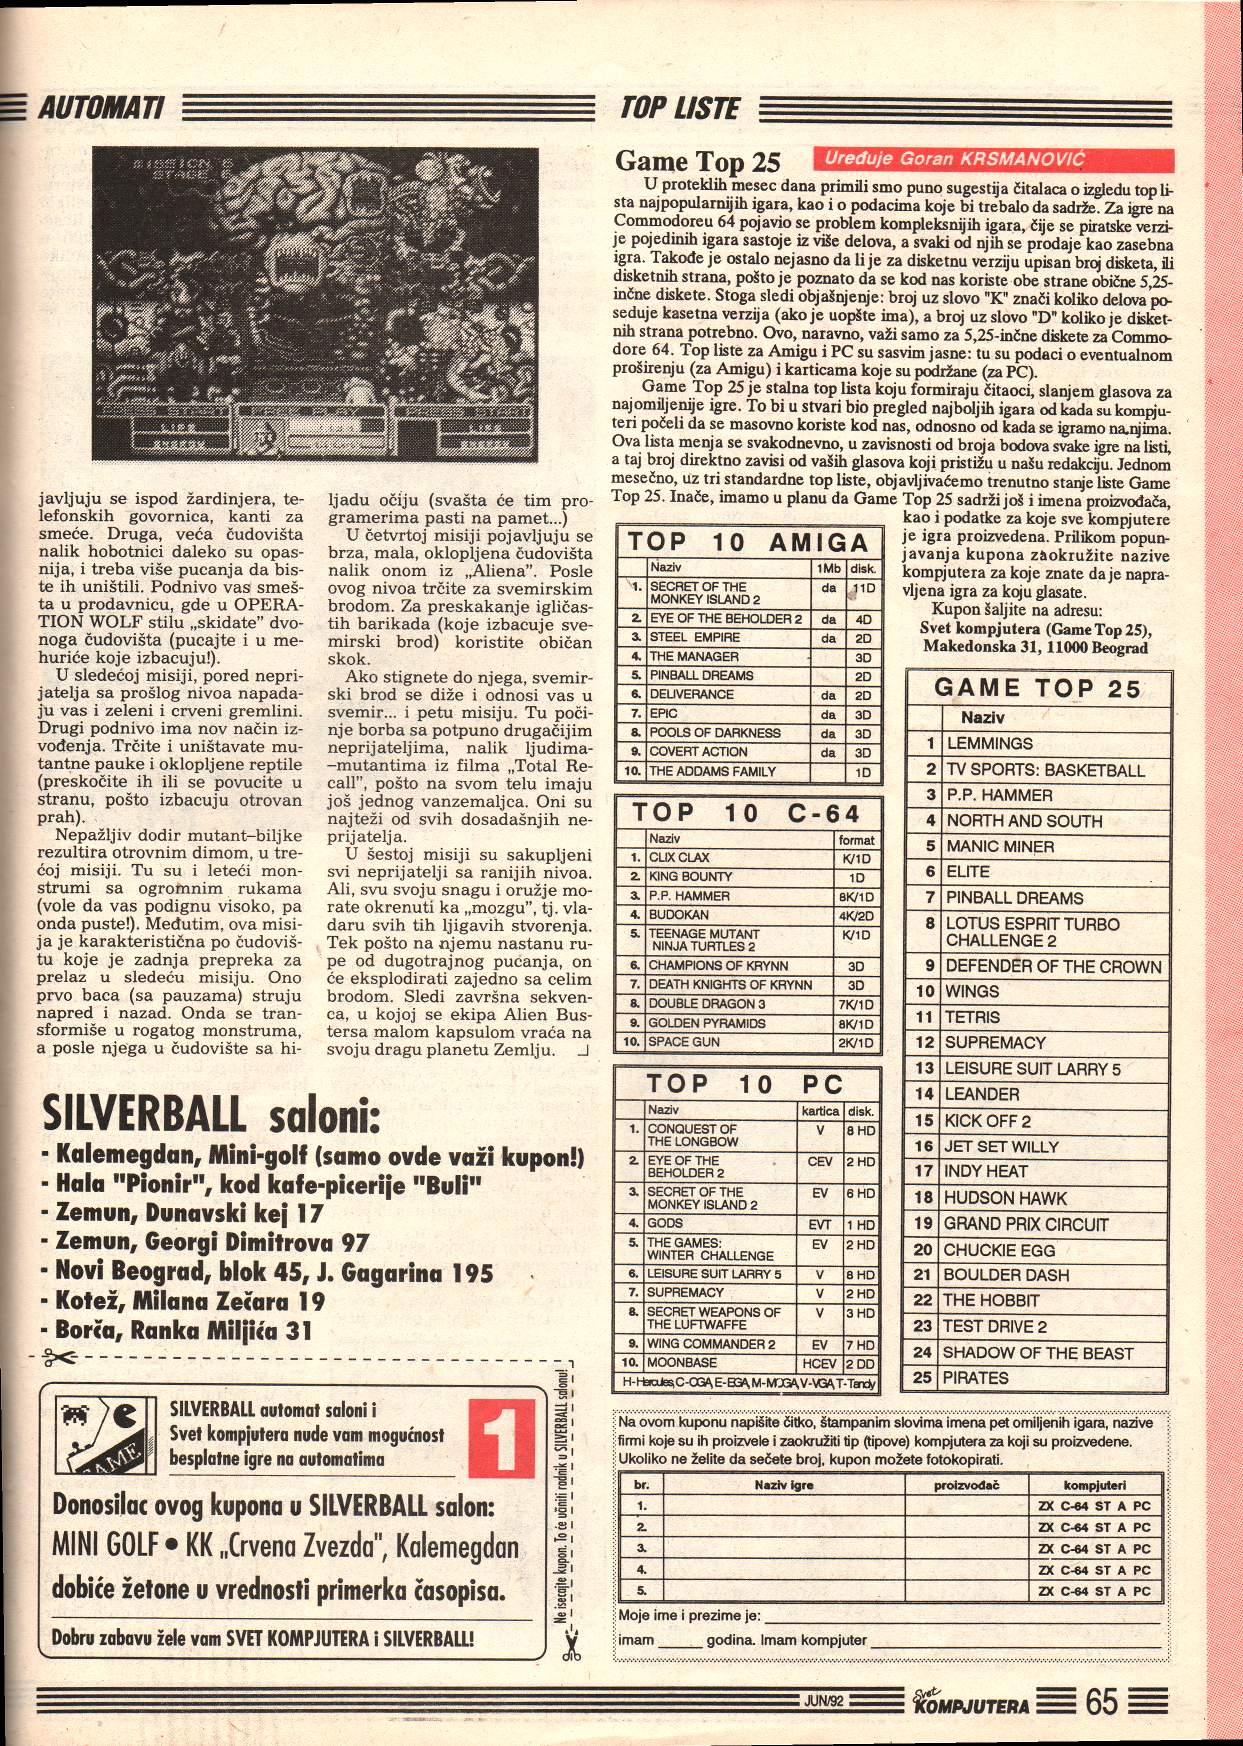 AUTOMATI
MISSION 6
STAGE 6
START
LIFE
ENERGY
START
LIFE
ENERGY
javljuju se ispod žardinjera, te-
lefonskih govornica, kanti za
smeće. Druga, veća čudovišta
nalik hobotnici daleko su opas-
nija, i treba više pucanja da bis-
te ih uništili. Podnivo vas smeš-
ta u prodavnicu, gde u OPERA-
TION WOLF stilu „skidate" dvo-
noga čudovišta (pucajte i u me-
huriće koje izbacuju!).
U sledećoj misiji, pored nepri-
jatelja sa prošlog nivoa napada-
ju vas i zeleni i crveni gremlini.
Drugi podnivo ima nov način iz-
vođenja. Trčite i uništavate mu-
tantne pauke i oklopljene reptile
(preskočite ih ili se povucite u
stranu, pošto izbacuju otrovan
prah).
Nepažljiv dodir mutant–biljke
rezultira otrovnim dimom, u tre-
ćoj misiji. Tu su i leteći mon-
strumi sa ogromnim rukama
(vole da vas podignu visoko, pa
onda puste!). Međutim, ova misi-
ja je karakteristična po čudoviš-
tu koje je zadnja prepreka za
prelaz u sledeću misiju. Ono
prvo baca (sa pauzama) struju
napred i nazad. Onda se tran-
sformiše u rogatog monstruma,
a posle njega u čudovište sa hi-
ljadu očiju (svašta će tim pro-
gramerima pasti na pamet...)
U četvrtoj misiji pojavljuju se
brza, mala, oklopljena čudovišta
nalik onom iz „Aliena". Posle
ovog nivoa trčite za svemirskim
brodom. Za preskakanje igličas-
tih barikada (koje izbacuje sve-
mirski brod) koristite običan
skok.
Ako stignete do njega, svemir-
ski brod se diže i odnosi vas u
svemir... i petu misiju. Tu poči-
nje borba sa potpuno drugačijim
neprijateljima, nalik ljudima-
–mutantima iz filma „Total Re-
call", pošto na svom telu imaju
još jednog vanzemaljca. Oni su
najteži od svih dosadašnjih ne-
prijatelja.
U šestoj misiji su sakupljeni
svi neprijatelji sa ranijih nivoa.
Ali, svu svoju snagu i oružje mo-
rate okrenuti ka „mozgu", tj. vla-
daru svih tih ljigavih stvorenja.
Tek pošto na njemu nastanu ru-
pe od dugotrajnog pucanja, on
će eksplodirati zajedno sa celim
brodom. Sledi završna sekven-
ca, u kojoj se ekipa Alien Bus-
tersa malom kapsulom vraća na
svoju dragu planetu Zemlju.
SILVERBALL saloni:
- Kalemegdan, Mini-golf (samo ovde važi kupon!)
- Hala "Pionir", kod kafe-picerije "Buli"
- Zemun, Dunavski kej 17
- Zemun, Georgi Dimitrova 97
- Novi Beograd, blok 45, J. Gagarina 195
- Kotež, Milana Zečara 19
- Borča, Ranka Miljića 31
GAME
SILVERBALL automat saloni i
Svet kompjutera nude vam mogućnost
besplatne igre na automatima
1
Donosilac ovog kupona u SILVERBALL salon:
MINI GOLF • KK „Crvena Zvezda", Kalemegdan
dobiće žetone u vrednosti primerka časopisa.
Dobru zabavu žele vam SVET KOMPJUTERA i SILVERBALL!
Ne isecajte kupon. To će učiniti radnik u SILVERBALL salonu!
TOP LISTE
Game Top 25
Uređuje Goran KRSMANOVIĆ
U proteklih mesec dana primili smo puno sugestija čitalaca o izgledu top li-
sta najpopularnijih igara, kao i o podacima koje bi trebalo da sadrže. Za igre na
Commodoreu 64 pojavio se problem kompleksnijih igara, čije se piratske verzi-
je pojedinih igara sastoje iz više delova, a svaki od njih se prodaje kao zasebna
igra. Takođe je ostalo nejasno da li je za disketnu verziju upisan broj disketa, ili
disketnih strana, pošto je poznato da se kod nas koriste obe strane obične 5,25-
inčne diskete. Stoga sledi objašnjenje: broj uz slovo "K" znači koliko delova po-
seduje kasetna verzija (ako je uopšte ima), a broj uz slovo "D" koliko je disket-
nih strana potrebno. Ovo, naravno, važi samo za 5,25-inčne diskete za Commo-
dore 64. Top liste za Amigu i PC su sasvim jasne: tu su podaci o eventualnom
proširenju (za Amigu) i karticama koje su podržane (za PC).
Game Top 25 je stalna top lista koju formiraju čitaoci, slanjem glasova za
najomiljenije igre. To bi u stvari bio pregled najboljih igara od kada su kompju-
teri počeli da se masovno koriste kod nas, odnosno od kada se igramo na njima.
Ova lista menja se svakodnevno, u zavisnosti od broja bodova svake igre na listi,
a taj broj direktno zavisi od vaših glasova koji pristižu u našu redakciju. Jednom
mesečno, uz tri standardne top liste, objavljivaćemo trenutno stanje liste Game
Top 25. Inače, imamo u planu da Game Top 25 sadrži još i imena proizvođača,
kao i podatke za koje sve kompjutere
je igra proizvedena. Prilikom popun-
javanja kupona zaokružite nazive
kompjutera za koje znate da je napra-
vljena igra za koju glasate.
Kupon šaljite na adresu:
Svet kompjutera (Game Top 25),
Makedonska 31, 11000 Beograd
TOP 10 AMIGA
Naziv 1Mb disk.
1. SECRET OF THE
MONKEY ISLAND 2 da 11D
2. EYE OF THE BEHOLDER 2 da 4D
3. STEEL EMPIRE da 2D
4. THE MANAGER 3D
5. PINBALL DREAMS 2D
6. DELIVERANCE da 2D
7. EPIC da 3D
8. POOLS OF DARKNESS da 3D
9. COVERT ACTION da 3D
10. THE ADDAMS FAMILY 1D
TOP 10 C-64
Naziv format
1. CLIX CLAX K/1D
2. KING BOUNTY 1D
3. P.P. HAMMER 8K/1D
4. BUDOKAN 4K/2D
5. TEENAGE MUTANT K/1D
NINJA TURTLES 2
6. CHAMPIONS OF KRYNN 3D
7. DEATH KNIGHTS OF KRYNN 3D
8. DOUBLE DRAGON 3 7K/1D
9. GOLDEN PYRAMIDS 8K/1D
10. SPACE GUN 2K/1D
TOP 10 PC
Naziv kartica disk.
1. CONQUEST OF V 8 HD
THE LONGBOW
2. EYE OF THE CEV 2 HD
BEHOLDER 2
3. SECRET OF THE EV 6 HD
MONKEY ISLAND 2
4. GODS EVT 1 HD
5. THE GAMES: EV 2 HD
WINTER CHALLENGE
6. LEISURE SUIT LARRY 5 V 8 HD
7. SUPREMACY V 2 HD
8. SECRET WEAPONS OF V 3 HD
THE LUFTWAFFE
9. WING COMMANDER 2 EV 7 HD
10. MOONBASE HCEV 2 DD
H-Hercules, C-CGA, E-EGA, M-MCGA, V-VGA, T-Tandy
GAME TOP 25
Naziv
1 LEMMINGS
2 TV SPORTS: BASKETBALL
3 P.P. HAMMER
4 NORTH AND SOUTH
5 MANIC MINER
6 ELITE
7 PINBALL DREAMS
8 LOTUS ESPRIT TURBO
CHALLENGE 2
9 DEFENDER OF THE CROWN
10 WINGS
11 TETRIS
12 SUPREMACY
13 LEISURE SUIT LARRY 5
14 LEANDER
15 KICK OFF 2
16 JET SET WILLY
17 INDY HEAT
18 HUDSON HAWK
19 GRAND PRIX CIRCUIT
20 CHUCKIE EGG
21 BOULDER DASH
22 THE HOBBIT
23 TEST DRIVE 2
24 SHADOW OF THE BEAST
25 PIRATES
Na ovom kuponu napišite čitko, štampanim slovima imena pet omiljenih igara, nazive
firmi koje su ih proizvele i zaokružiti tip (tipove) kompjutera za koji su proizvedene.
Ukoliko ne želite da sečete broj, kupon možete fotokopirati.
br. Naziv igre proizvođač kompjuteri
1. ZX C-64 ST A PC
2. ZX C-64 ST A PC
3. ZX C-64 ST A PC
4. ZX C-64 ST A PC
5. ZX C-64 ST A PC
Moje ime i prezime je:
imam ______ godina. Imam kompjuter
JUN/92 Svet KOMPJUTERA 65